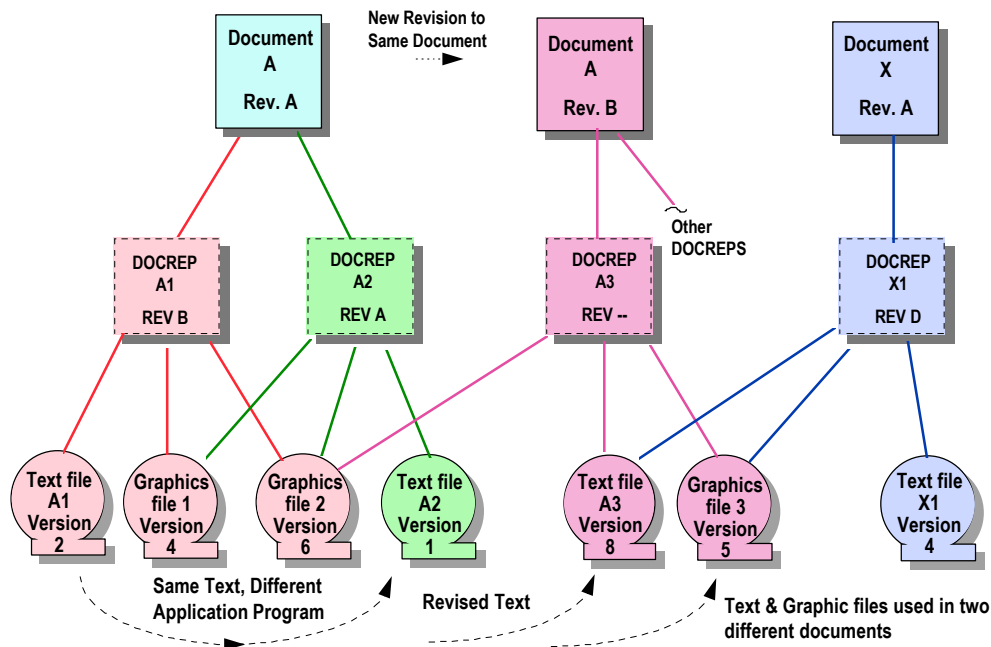 Document
A
Rev. A
New Revision to
Same Document
Document
A
Rev. B
Document
X
Rev. A
Other
DOCREPS
DOCREP
A1
REV B
DOCREP
A2
REV A
DOCREP
A3
REV --
DOCREP
X1
REV D
Text file
A1
Version
2
Graphics
file 1
Version
4
Graphics
file 2
Version
6
Text file
A2
Version
1
Text file
A3
Version
8
Graphics
file 3
Version
5
Text file
X1
Version
4
Same Text, Different
Application Program
Revised Text
Text & Graphic files used in two
different documents